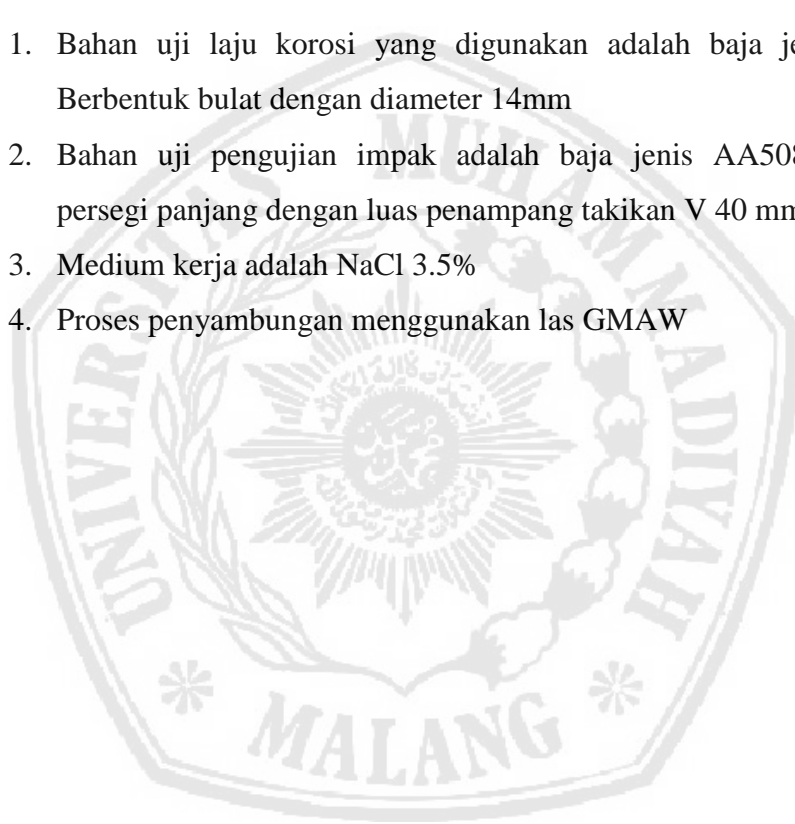 1. Bahan uji laju korosi yang digunakan adalah baja
Berbentuk bulat dengan diameter 14mm
2. Bahan uji pengujian impak adalah baja jenis
persegi panjang dengan luas penampang takikan V 40
3. Medium kerja adalah NaCl 3.5%
4. Proses penyambungan menggunakan las GMAW
UNIVERSITAS MUHAMMADIYAH
MALANG